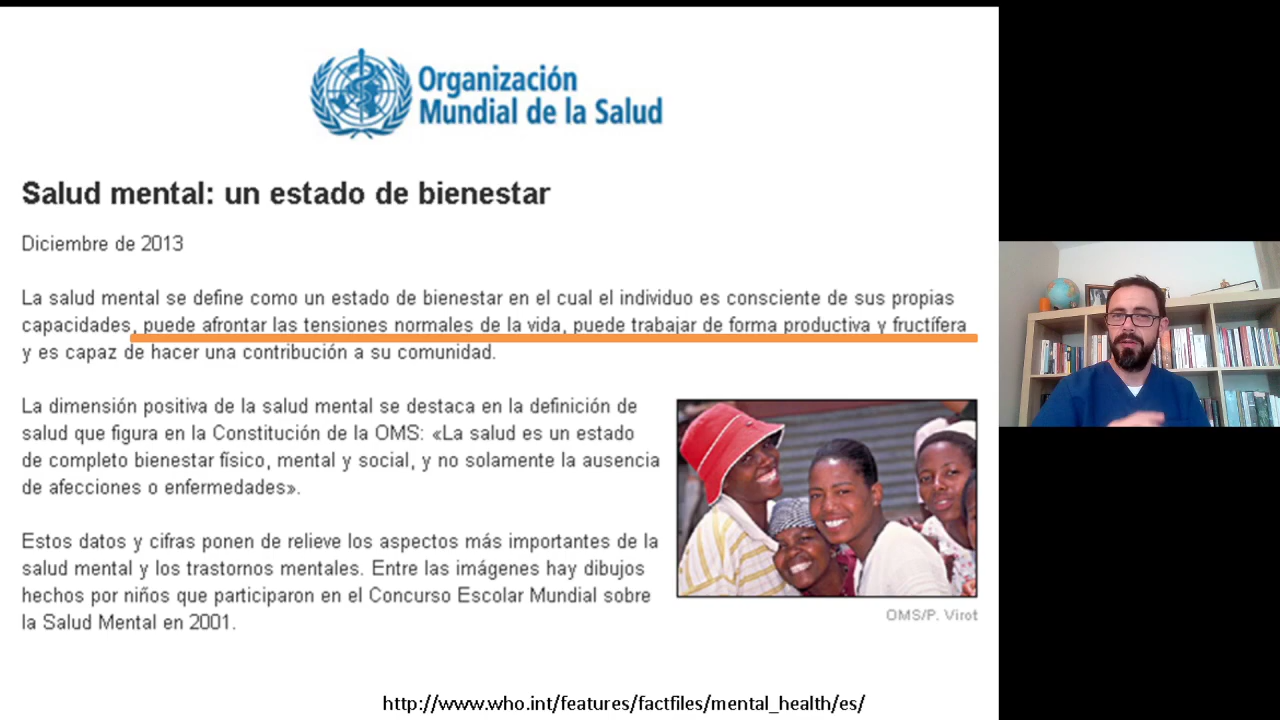 Organización
Mundial de la Salud
Salud mental: un estado de bienestar
Diciembre de 2013
La salud mental se define como un estado de bienestar en el cual el individuo es consciente de sus propias
capacidades, puede afrontar las tensiones normales de la vida, puede trabajar de forma productiva y fructífera
y es capaz de hacer una contribución a su comunidad.
La dimensión positiva de la salud mental se destaca en la definición de
salud que figura en la Constitución de la OMS: «La salud es un estado
de completo bienestar físico, mental y social, y no solamente la ausencia
de afecciones o enfermedades».
Estos datos y cifras ponen de relieve los aspectos más importantes de la
salud mental y los trastornos mentales. Entre las imágenes hay dibujos
hechos por niños que participaron en el Concurso Escolar Mundial sobre
la Salud Mental en 2001.
OMS/P. Virot
http://www.who.int/features/factfiles/mental_health/es/